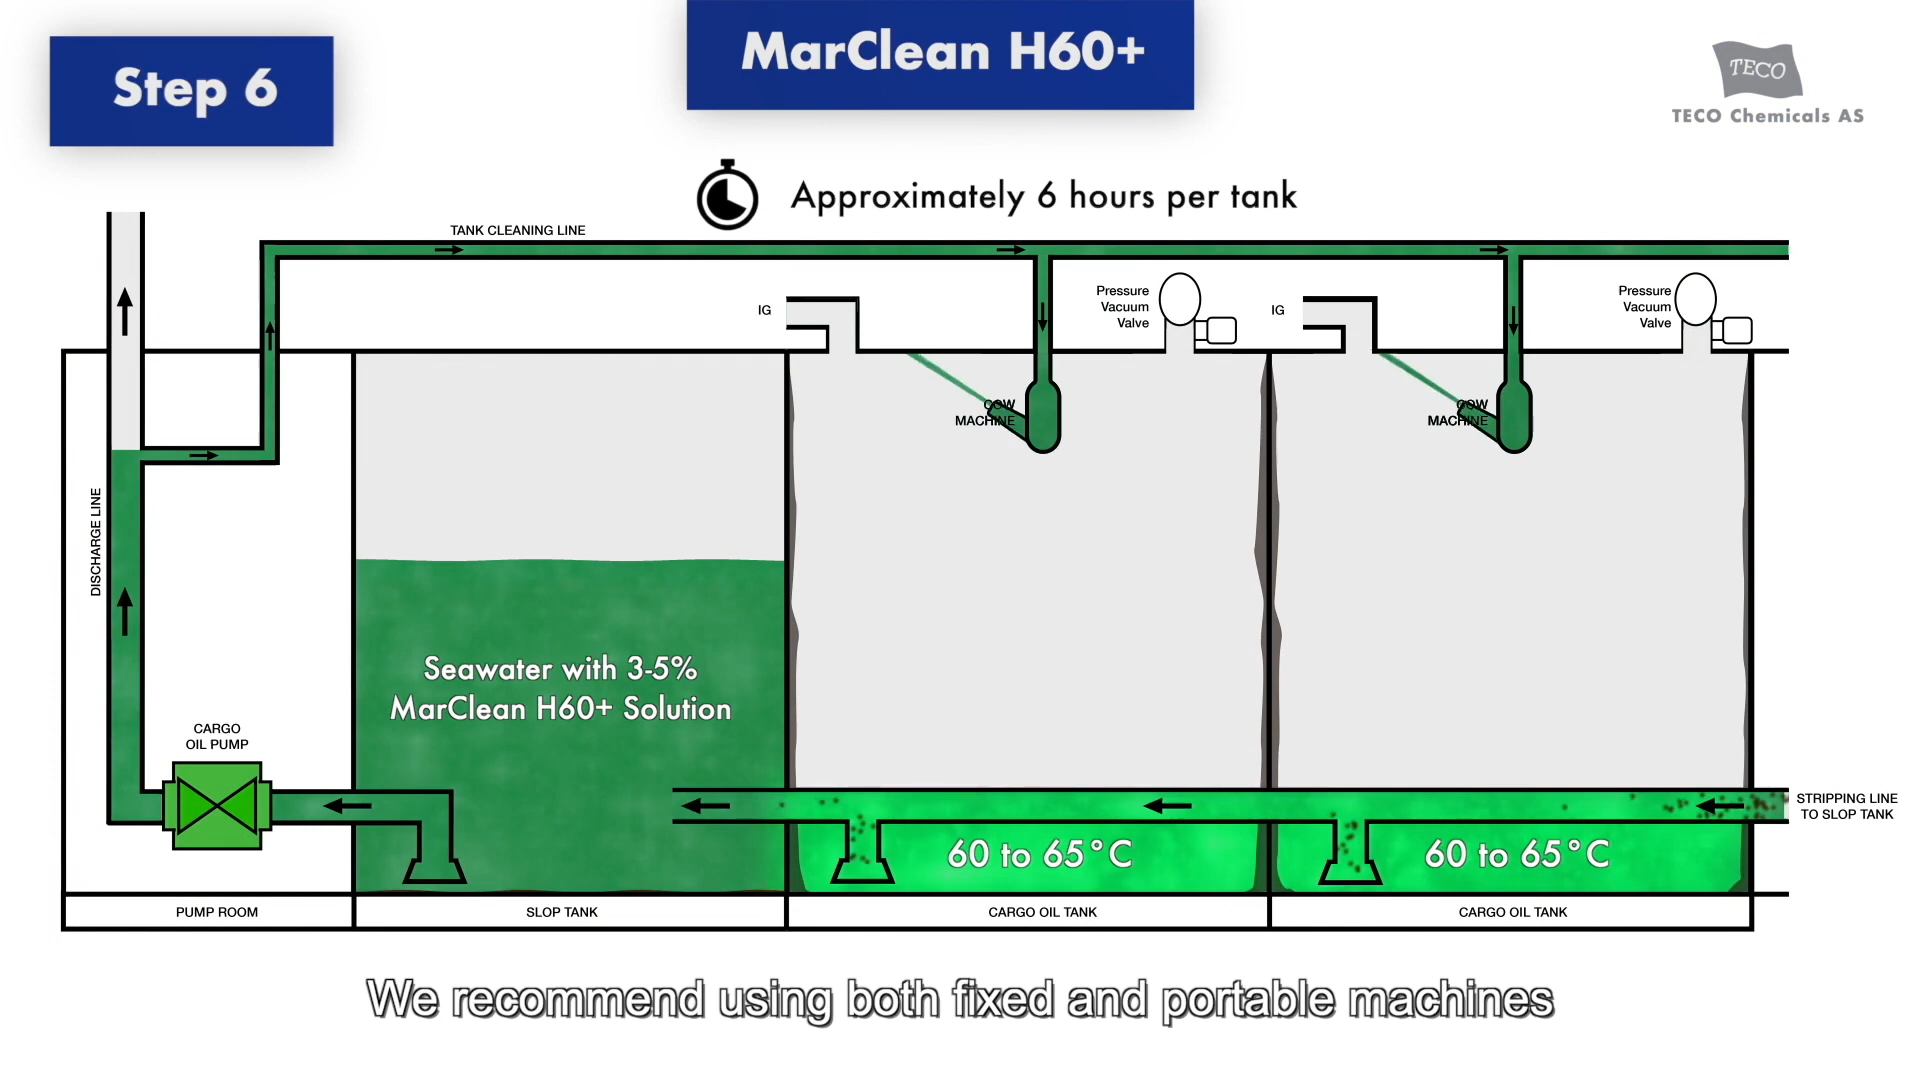 Step 6
MarClean H60+
TECO
TECO Chemicals AS
Approximately 6 hours per tank
TANK CLEANING LINE
IG
Pressure
Vacuum
Valve
IG
Pressure
Vacuum
Valve
COW
MACHINE
COW
MACHINE
DISCHARGE LINE
Seawater with 3-5%
MarClean H60+ Solution
CARGO
OIL PUMP
STRIPPING LINE
TO SLOP TANK
60 to 65°C
60 to 65°C
PUMP ROOM
SLOP TANK
CARGO OIL TANK
CARGO OIL TANK
We recommend using both fixed and portable machines